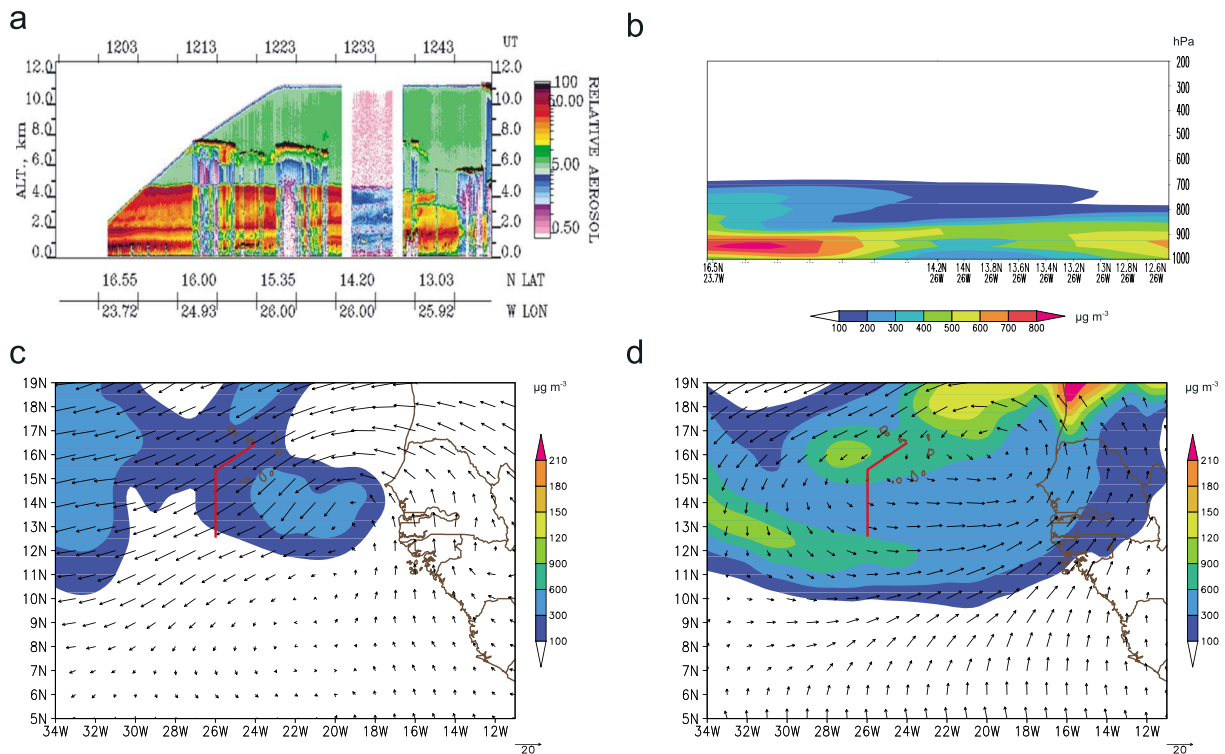 a
1203 1213 1223 1233 1243 UT
12.0 12.0
10.0 10.0
8.0 8.0
6.0 6.0
4.0 4.0
2.0 2.0
0.0 0.0
ALT., km
100
50.00
5.00
0.50
RELATIVE AEROSOL
16.55 16.00 15.35 14.20 13.03 N LAT
23.72 24.93 26.00 26.00 25.92 W LON
b
hPa
200
300
400
500
600
700
800
900
1000
16.5N 14.2N 14N 13.8N 13.6N 13.4N 13.2N 13N 12.8N 12.6N
23.7W 26W 26W 26W 26W 26W 26W 26W 26W 26W
100 200 300 400 500 600 700 800
µg m-3
c
19N
18N
17N
16N
15N
14N
13N
12N
11N
10N
9N
8N
7N
6N
5N
34W 32W 30W 28W 26W 24W 22W 20W 18W 16W 14W 12W
20
µg m-3
210
180
150
120
900
600
300
100
d
19N
18N
17N
16N
15N
14N
13N
12N
11N
10N
9N
8N
7N
6N
5N
34W 32W 30W 28W 26W 24W 22W 20W 18W 16W 14W 12W
20
µg m-3
210
180
150
120
900
600
300
100